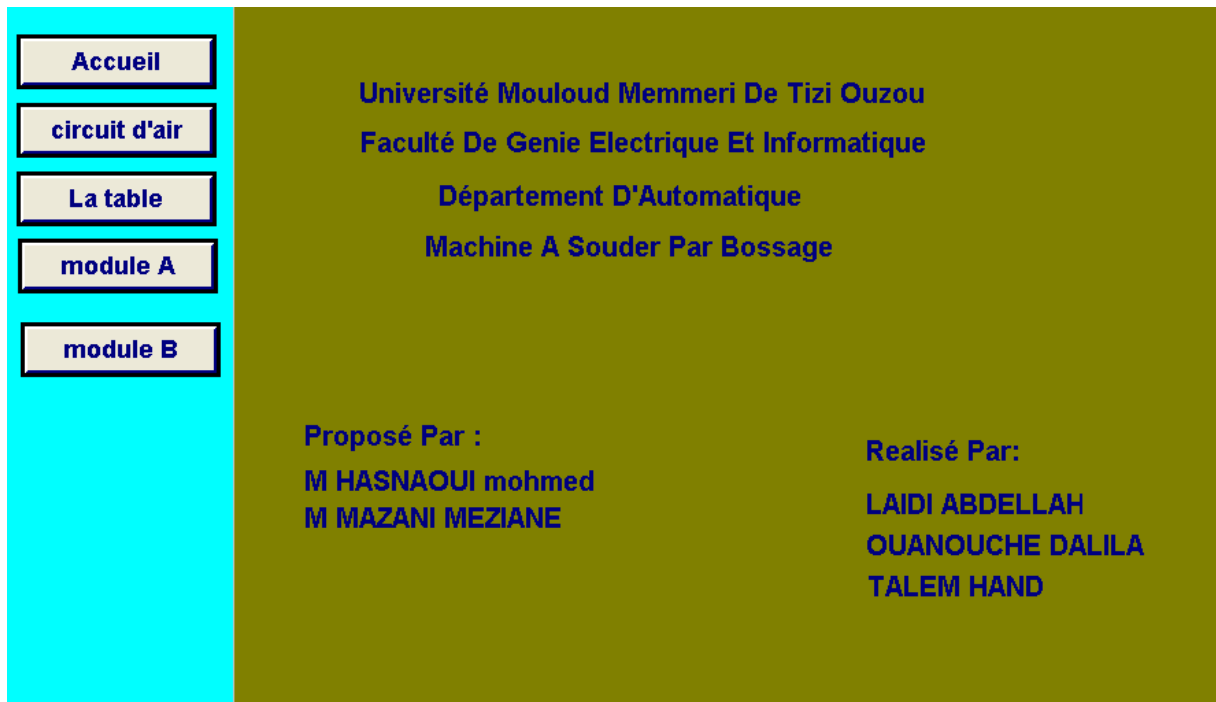 Accueil
circuit d'air
La table
module A
module B
Université Mouloud Memmeri De Tizi Ouzou
Faculté De Genie Electrique Et Informatique
Département D'Automatique
Machine A Souder Par Bossage
Proposé Par :
M HASNAOUI mohmed
M MAZANI MEZIANE
Realisé Par:
LAIDI ABDELLAH
OUANOUCHE DALILA
TALEM HAND